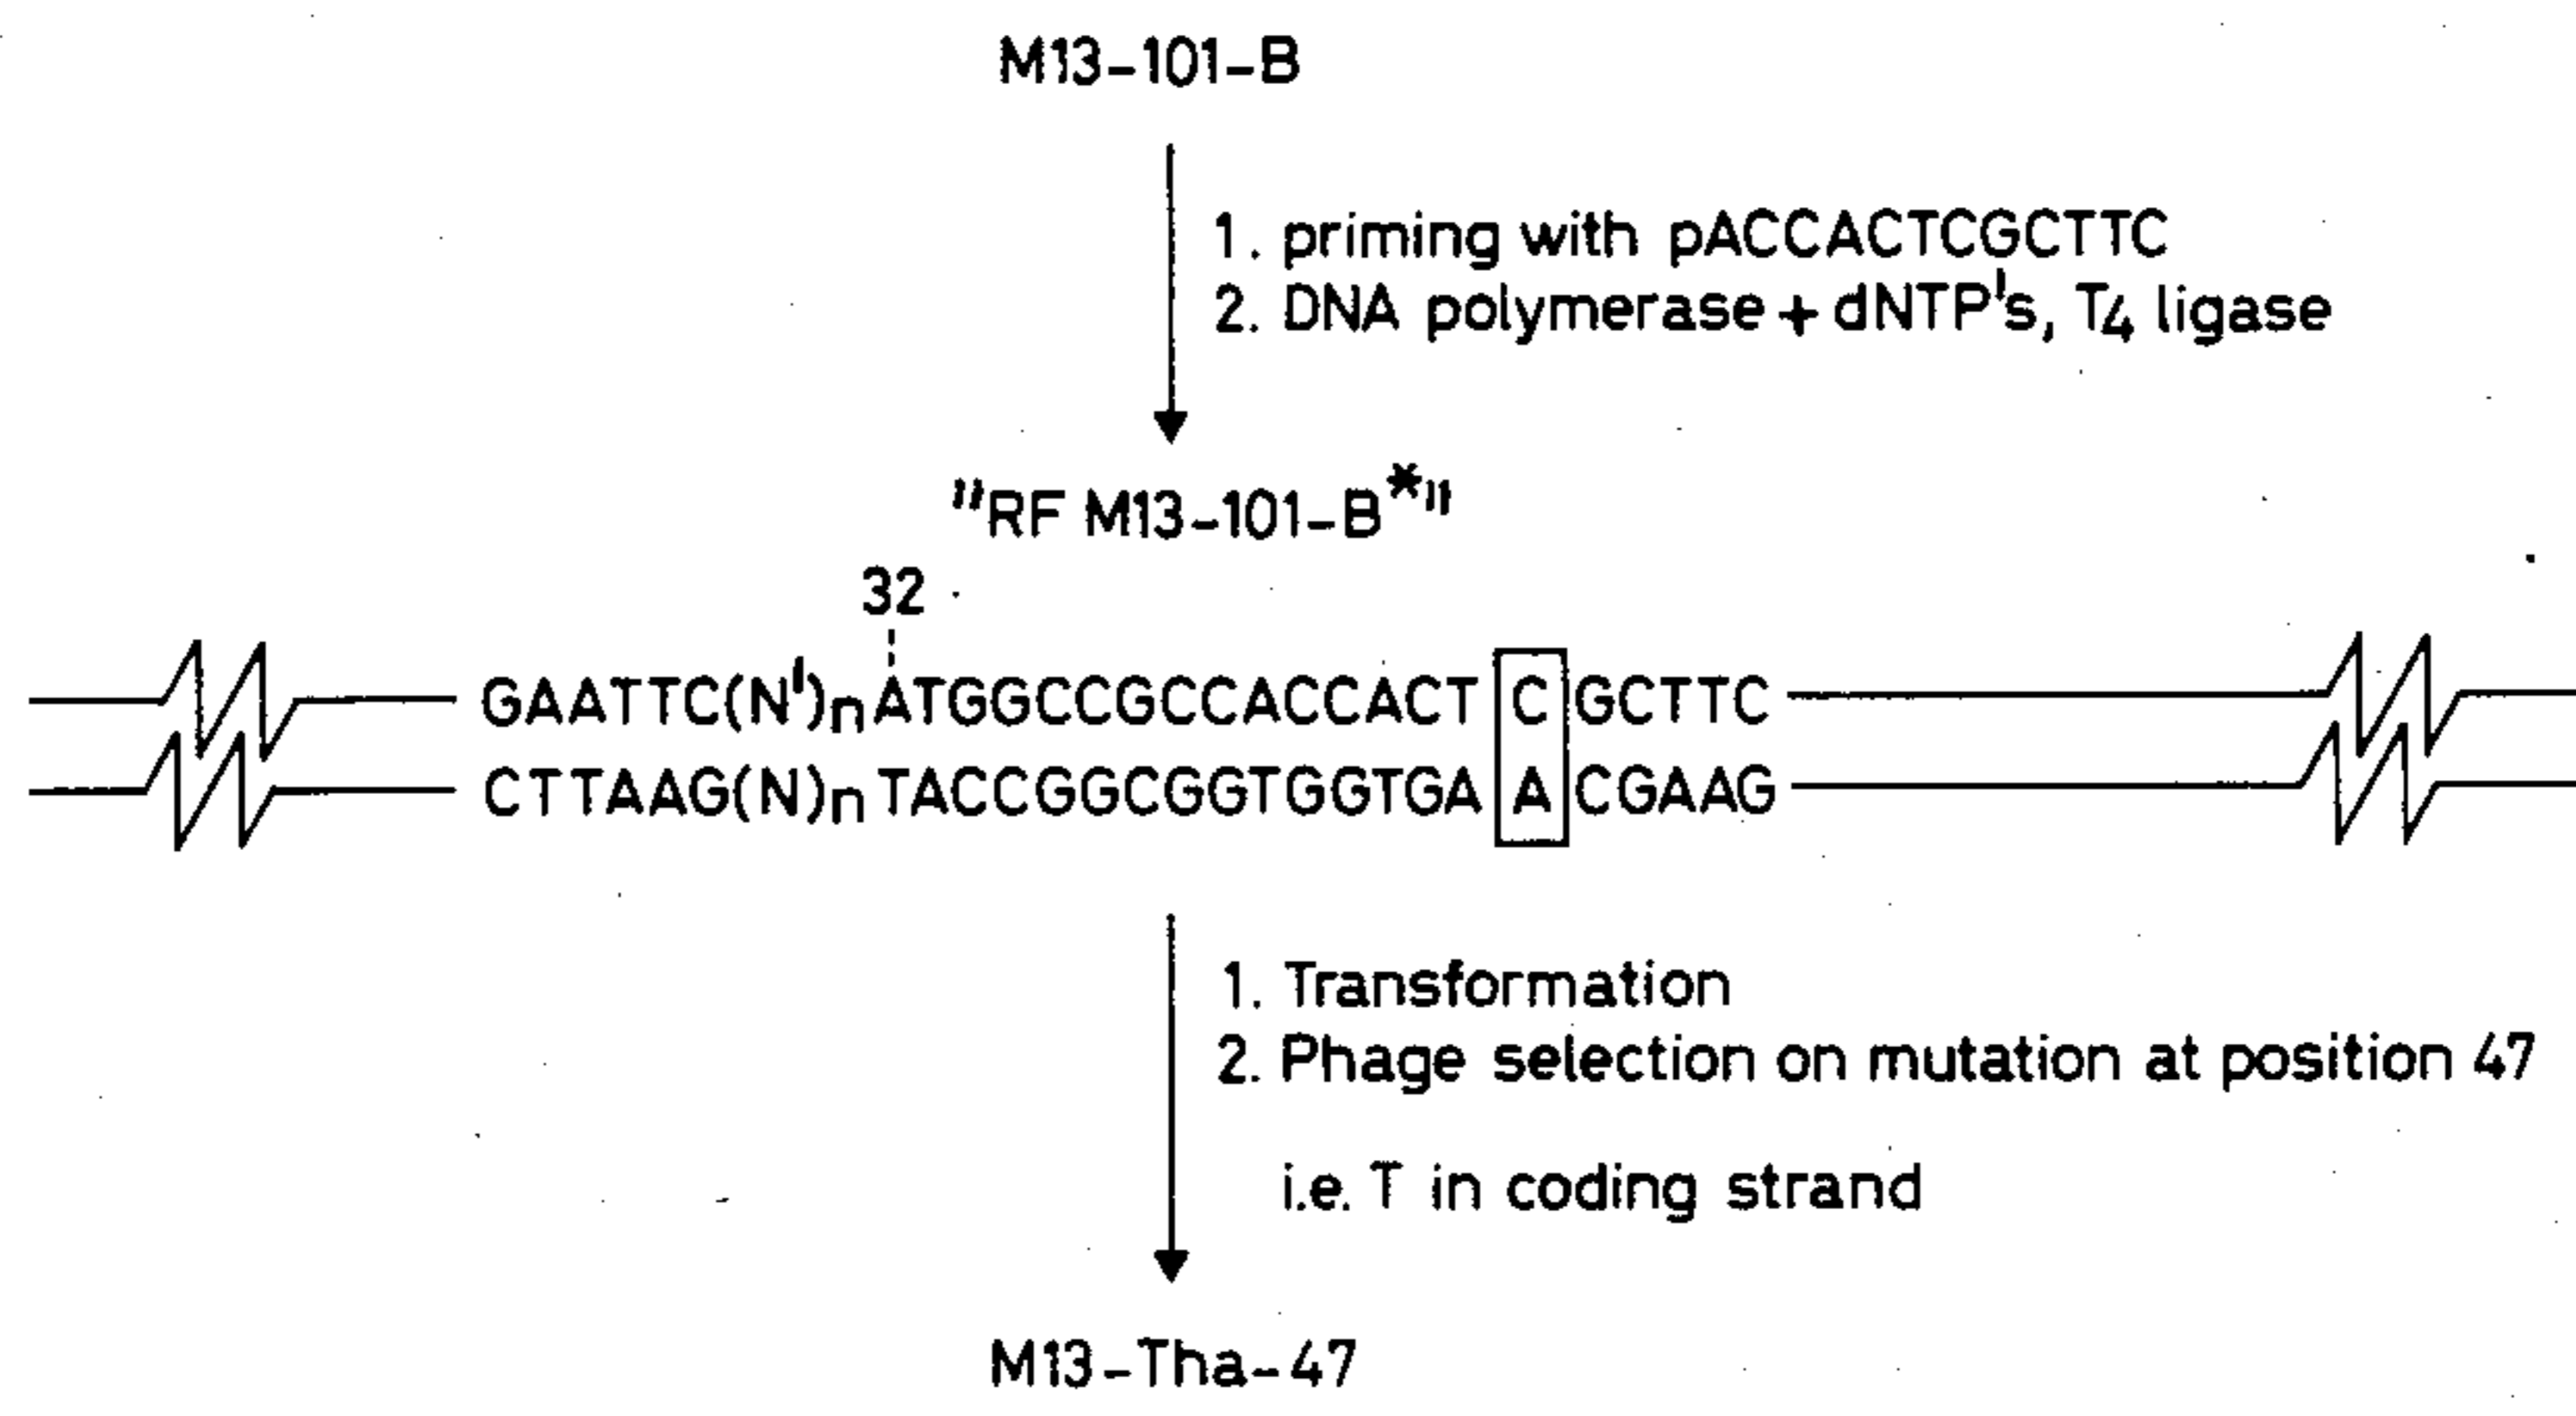 M13-101-B
1. priming with pACCACTCGCTTC
2. DNA polymerase + dNTP's, T4 ligase
"RF M13-101-B*"
32
GAATTC(N')nATGGCCGCCACCACT C GCTTC
CTTAAG(N)nTACCGGCGGTGGTGA A CGAAG
1. Transformation
2. Phage selection on mutation at position 47
i.e. T in coding strand
M13-Tha-47